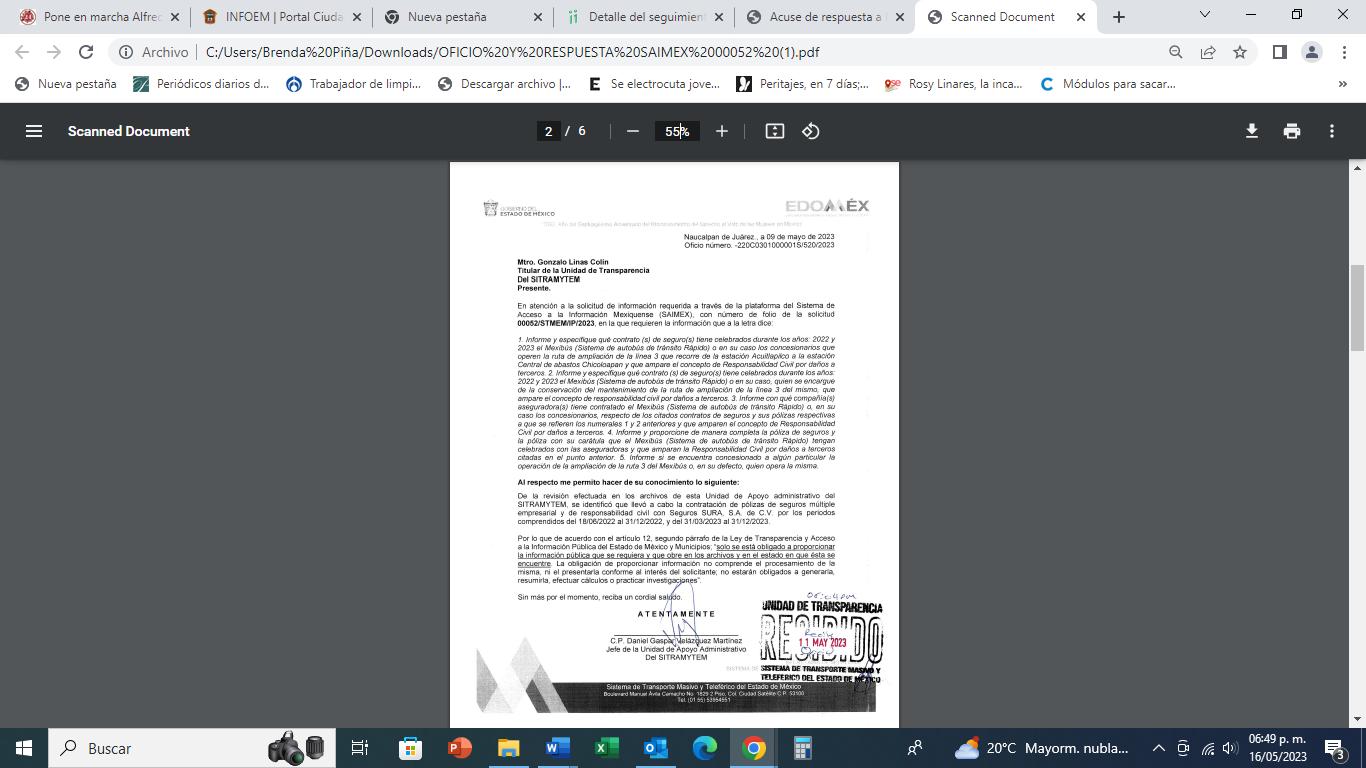 Pone en marcha Alfred
INFOEM | Portal Ciuda
Nueva pestaña
Detalle del seguimient
Acuse de respuesta a l
Scanned Document
Archivo | C:/Users/Brenda%20Piña/Downloads/OFICIO%20Y%20RESPUESTA%20SAIMEX%2000052%20(1).pdf
Nueva pestaña
Periódicos diarios d...
Trabajador de limpi...
Descargar archivo |...
Se electrocuta jove...
Peritajes, en 7 días;...
Rosy Linares, la inca...
Módulos para sacar...
»
Scanned Document
2 / 6
55%
GOBIERNO DEL
ESTADO DE MÉXICO
EDOMÉX
Naucalpan de Juárez., a 09 de mayo de 2023
Oficio número. -220C0301000001S/520/2023
Mtro. Gonzalo Linas Colín
Titular de la Unidad de Transparencia
Del SITRAMYTEM
Presente.
En atención a la solicitud de información requerida a través de la plataforma del Sistema de
Acceso a la Información Mexiquense (SAIMEX), con número de folio de la solicitud
00052/STMEM/IP/2023, en la que requieren la información que a la letra dice:
1. Informe y especifique qué contrato (s) de seguro(s) tiene celebrados durante los años: 2022 y
2023 el Mexibús (Sistema de autobús de tránsito Rápido) o en su caso los concesionarios que
operen la ruta de ampliación de la línea 3 que recorre de la estación Acuitlapilco a la estación
Central de abastos Chicoloapan y que ampare el concepto de Responsabilidad Civil por daños a
terceros. 2. Informe y especifique qué contrato (s) de seguro(s) tiene celebrados durante los años:
2022 y 2023 el Mexibús (Sistema de autobús de tránsito Rápido) o en su caso, quien se encargue
de la conservación del mantenimiento de la ruta de ampliación de la línea 3 del mismo, que
ampare el concepto de responsabilidad civil por daños a terceros. 3. Informe con qué compañía(s)
aseguradora(s) tiene contratado el Mexibús (Sistema de autobús de tránsito Rápido) o, en su
caso los concesionarios, respecto de los citados contratos de seguros y sus pólizas respectivas
a que se refieren los numerales 1 y 2 anteriores y que amparen el concepto de Responsabilidad
Civil por daños a terceros. 4. Informe y proporcione de manera completa la póliza de seguros y
la póliza con su carátula que el Mexibús (Sistema de autobús de tránsito Rápido) tengan
celebrados con las aseguradoras y que amparan la Responsabilidad Civil por daños a terceros
citadas en el punto anterior. 5. Informe si se encuentra concesionado a algún particular la
operación de la ampliación de la ruta 3 del Mexibús o, en su defecto, quien opera la misma.
Al respecto me permito hacer de su conocimiento lo siguiente:
De la revisión efectuada en los archivos de esta Unidad de Apoyo administrativo del
SITRAMYTEM, se identificó que llevó a cabo la contratación de pólizas de seguros múltiple
empresarial y de responsabilidad civil con Seguros SURA, S.A. de C.V. por los periodos
comprendidos del 18/06/2022 al 31/12/2022, y del 31/03/2023 al 31/12/2023.
Por lo que de acuerdo con el artículo 12, segundo párrafo de la Ley de Transparencia y Acceso
a la Información Pública del Estado de México y Municipios; "solo se está obligado a proporcionar
la información pública que se requiera y que obre en los archivos y en el estado en que ésta se
encuentre. La obligación de proporcionar información no comprende el procesamiento de la
misma, ni el presentarla conforme al interés del solicitante; no estarán obligados a generarla,
resumirla, efectuar cálculos o practicar investigaciones".
Sin más por el momento, reciba un cordial saludo.
ATENTAMENTE
C.P. Daniel Gaspar Velázquez Martínez
Jefe de la Unidad de Apoyo Administrativo
Del SITRAMYTEM
UNIDAD DE TRANSPARENCIA
RECIBIDO
11 MAY 2023
SISTEMA DE TRANSPORTE MASIVO Y
TELEFERICO DEL ESTADO DE MÉXICO
SISTEMA DE
Sistema de Transporte Masivo y Teleférico del Estado de México
Boulevard Manuel Ávila Camacho No. 1829 2 Piso, Col. Ciudad Satélite C.P. 53100
Tel. (01 55) 53954551
Buscar
20°C Mayorm. nubla...
06:49 p. m.
16/05/2023
3